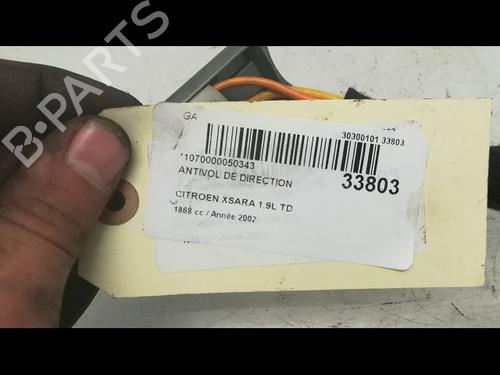 B-PARTS
GA
30300101 33803
*1070000050343
ANTIVOL DE DIRECTION
33803
CITROEN XSARA 1.9L TD
1868 cc / Année 2002